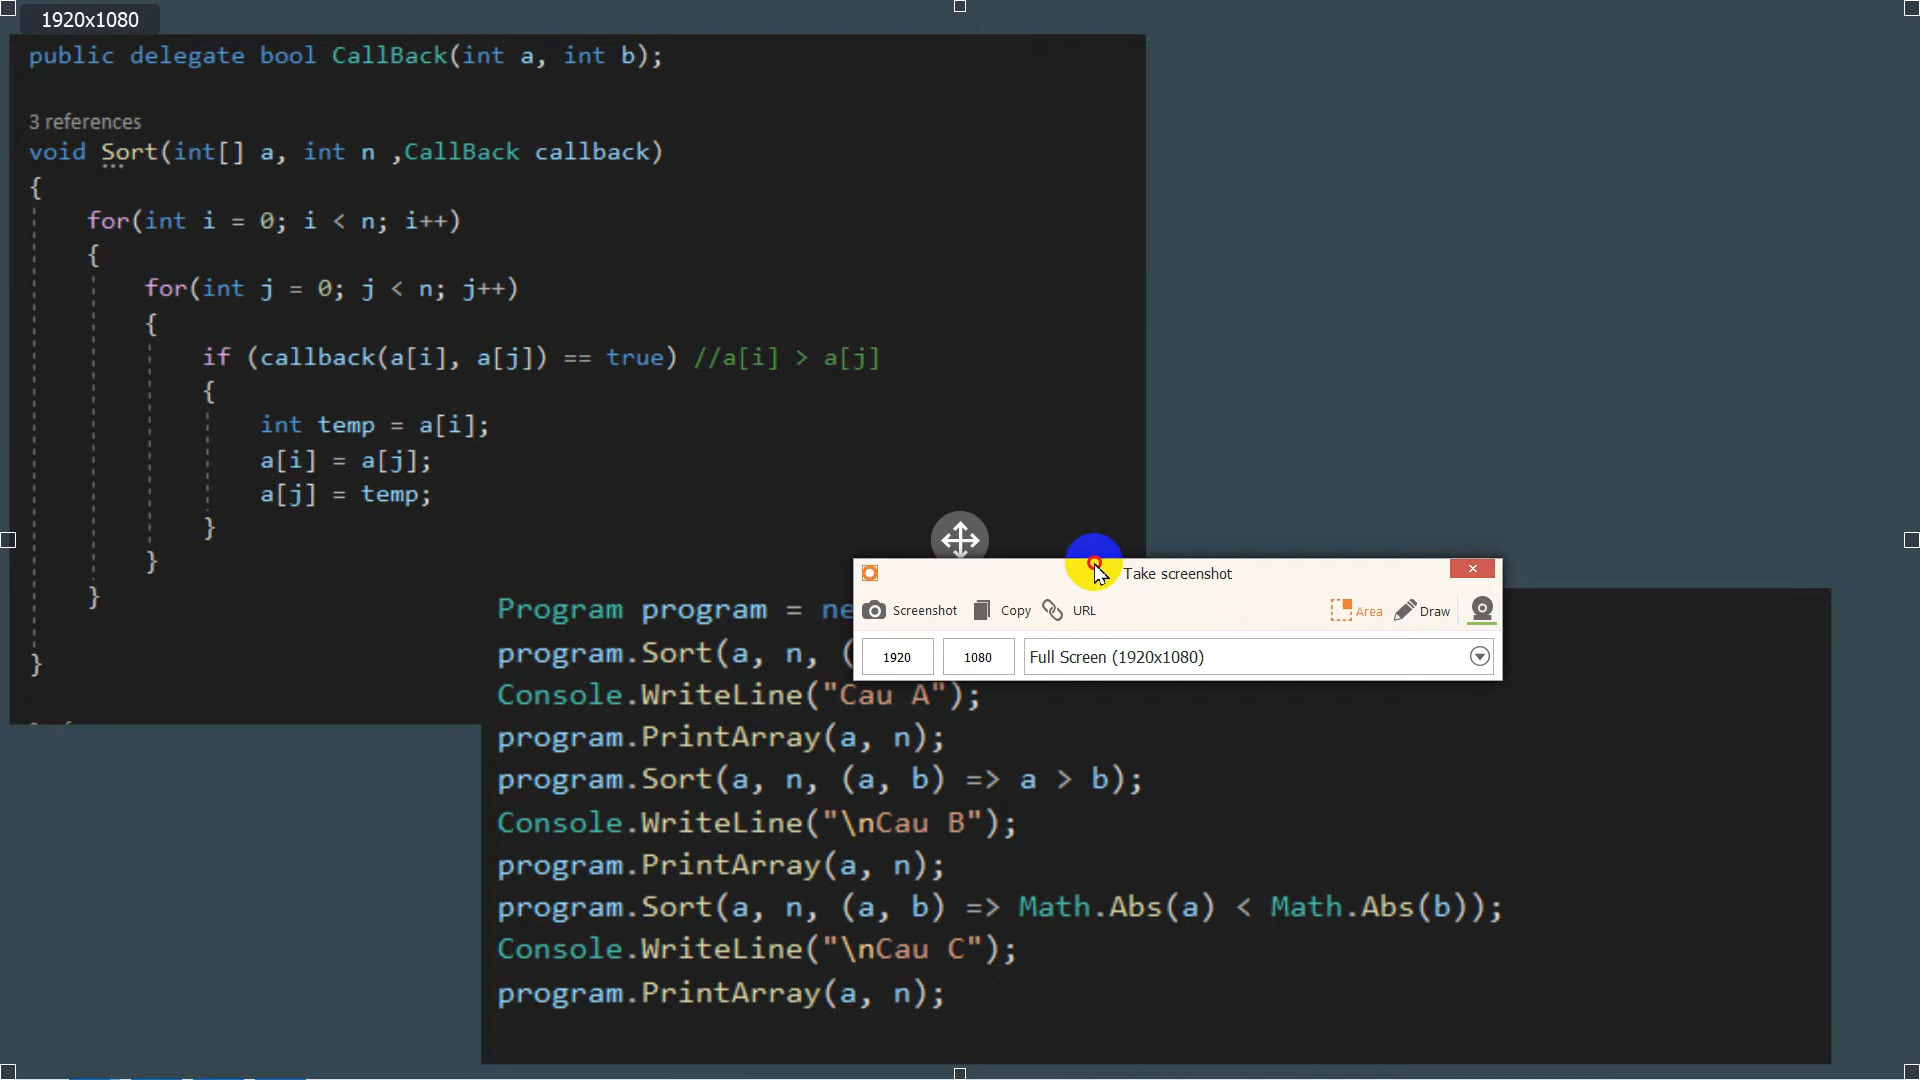 1920x1080
public delegate bool CallBack(int a, int b);
3 references
void Sort(int[] a, int n ,CallBack callback)
{
for(int i = 0; i < n; i++)
{
for(int j = 0; j < n; j++)
{
if (callback(a[i], a[j]) == true) //a[i] > a[j]
{
int temp = a[i];
a[i] = a[j];
a[j] = temp;
}
}
}
}
Take screenshot
Screenshot Copy URL Area Draw
1920 1080 Full Screen (1920x1080)
Program program = ne
program.Sort(a, n, (
Console.WriteLine("Cau A");
program.PrintArray(a, n);
program.Sort(a, n, (a, b) => a > b);
Console.WriteLine("\nCau B");
program.PrintArray(a, n);
program.Sort(a, n, (a, b) => Math.Abs(a) < Math.Abs(b));
Console.WriteLine("\nCau C");
program.PrintArray(a, n);